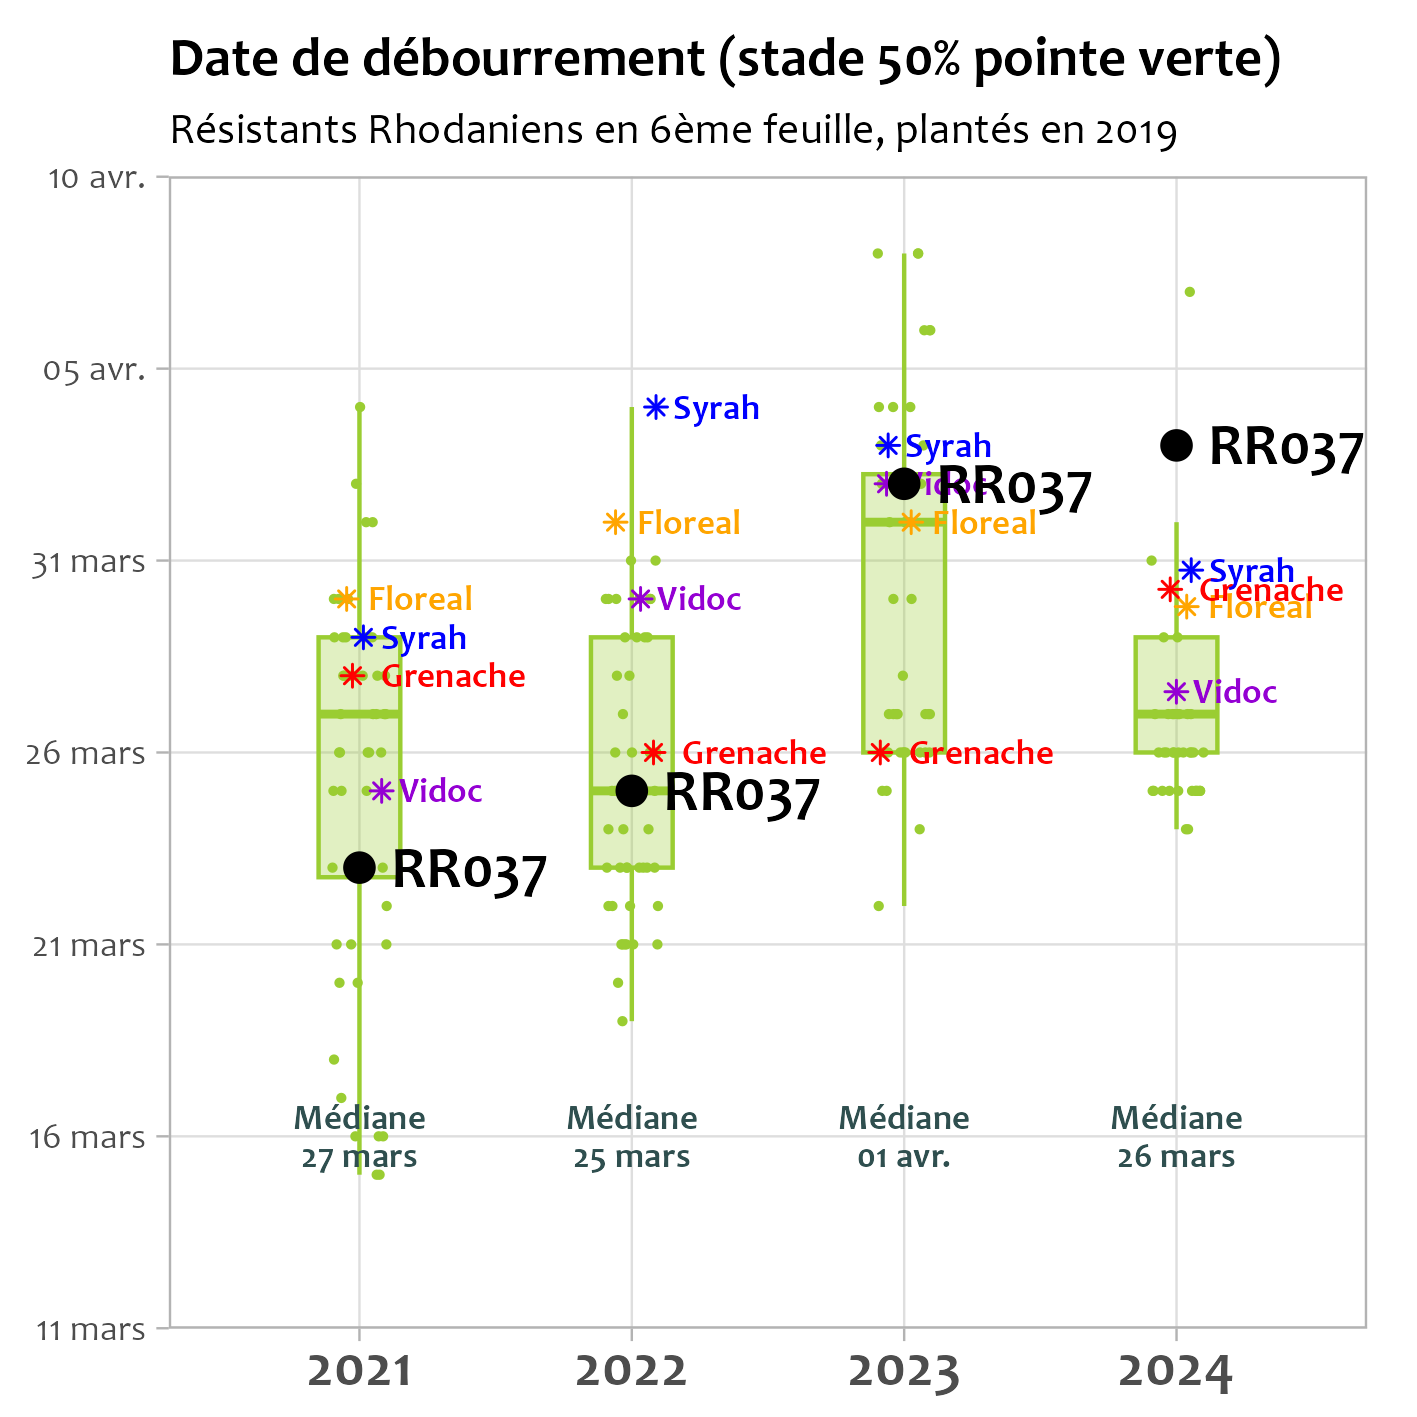 Date de débourrement (stade 50% pointe verte)
Résistants Rhodaniens en 6ème feuille, plantés en 2019
10 avr.
05 avr.
31 mars
26 mars
21 mars
16 mars
11 mars
Floreal
Syrah
Grenache
Vidoc
RR037
Médiane
27 mars
Syrah
Floreal
Vidoc
Grenache
RR037
Médiane
25 mars
Syrah
Vidoc
RR037
Floreal
Grenache
Médiane
01 avr.
RR037
Syrah
Grenache
Floreal
Vidoc
Médiane
26 mars
2021
2022
2023
2024